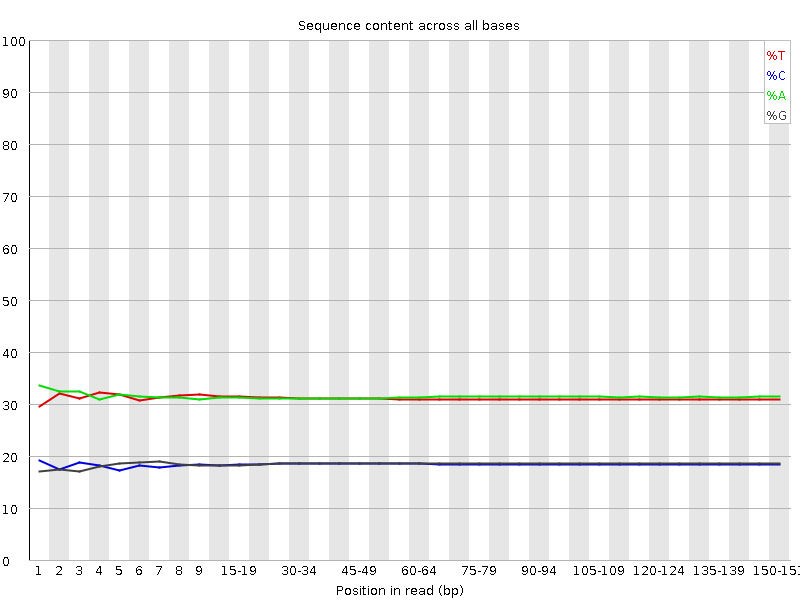 Sequence content across all bases
100
90
80
70
60
50
40
30
20
10
0
%T
%C
%A
%G
1 2 3 4 5 6 7 8 9 15-19 30-34 45-49 60-64 75-79 90-94 105-109 120-124 135-139 150-151
Position in read (bp)